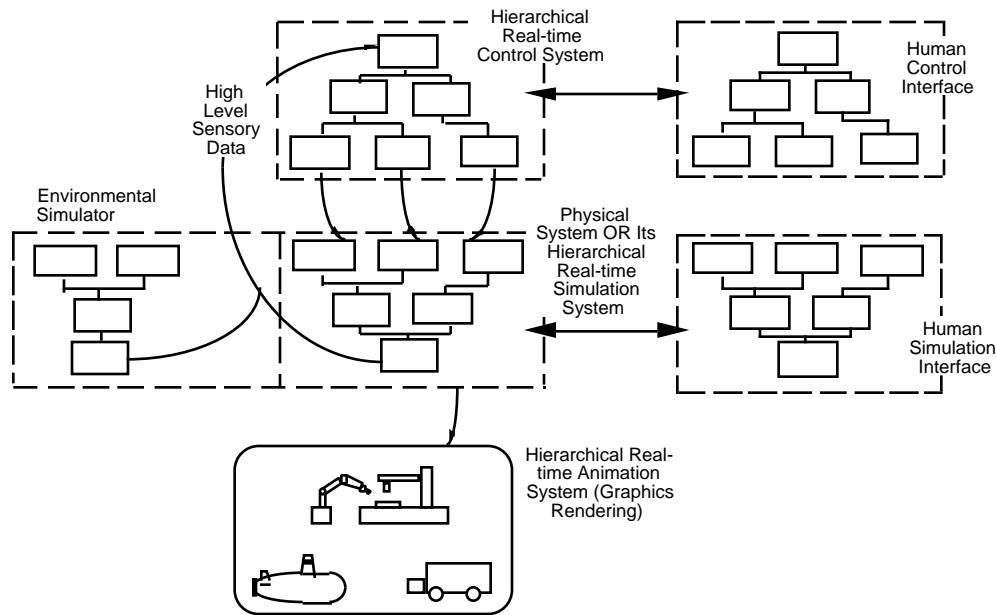 Hierarchical
Real-time
Control System
Human
Control
Interface
High
Level
Sensory
Data
Environmental
Simulator
Physical
System OR Its
Hierarchical
Real-time
Simulation
System
Human
Simulation
Interface
Hierarchical Real-
time Animation
System (Graphics
Rendering)